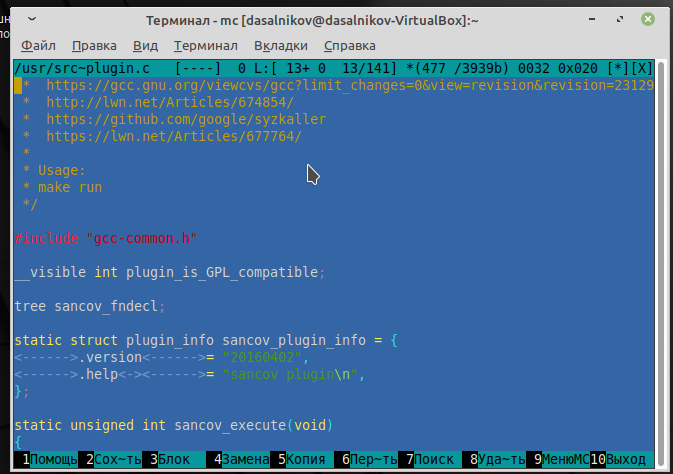 Терминал - mc [dasalnikov@dasalnikov-VirtualBox]:~
Файл Правка Вид Терминал Вкладки Справка
/usr/src~plugin.c [----] 0 L:[ 13+ 0 13/141] *(477 /3939b) 0032 0x020 [*][X]
* https://gcc.gnu.org/viewcvs/gcc?limit_changes=0&view=revision&revision=23129
* http://lwn.net/Articles/674854/
* https://github.com/google/syzkaller
* https://lwn.net/Articles/677764/
*
* Usage:
* make run
*/
#include "gcc-common.h"
__visible int plugin_is_GPL_compatible;
tree sancov_fndecl;
static struct plugin_info sancov_plugin_info = {
<------>.version<------>= "20160402",
<------>.help<-><------>= "sancov plugin\n",
};
static unsigned int sancov_execute(void)
{
1Помощь 2Сох~ть 3Блок 4Замена 5Копия 6Пер~ть 7Поиск 8Уда~ть 9МенюMC 10Выход